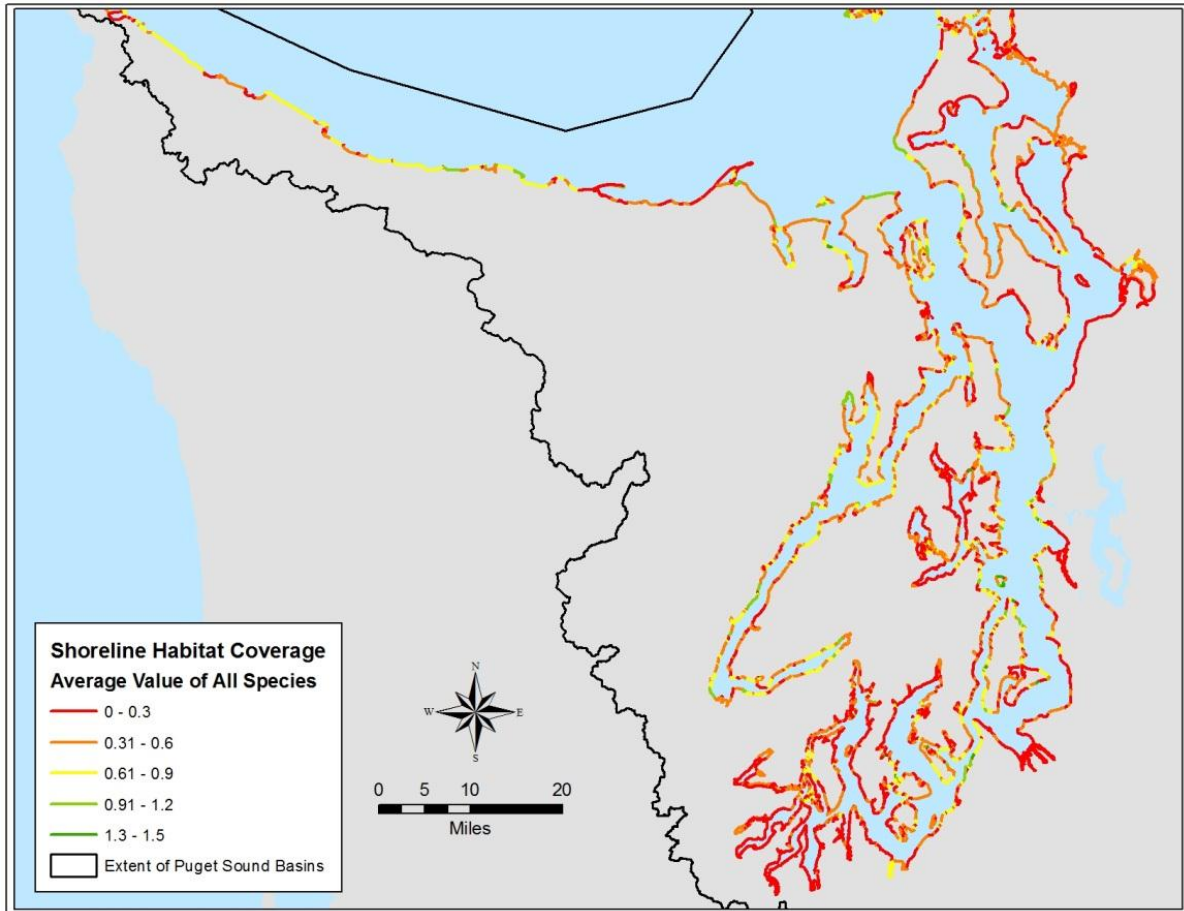 Shoreline Habitat Coverage
Average Value of All Species
0 - 0.3
0.31 - 0.6
0.61 - 0.9
0.91 - 1.2
1.3 - 1.5
Extent of Puget Sound Basins
N
W E
S
0 5 10 20
Miles